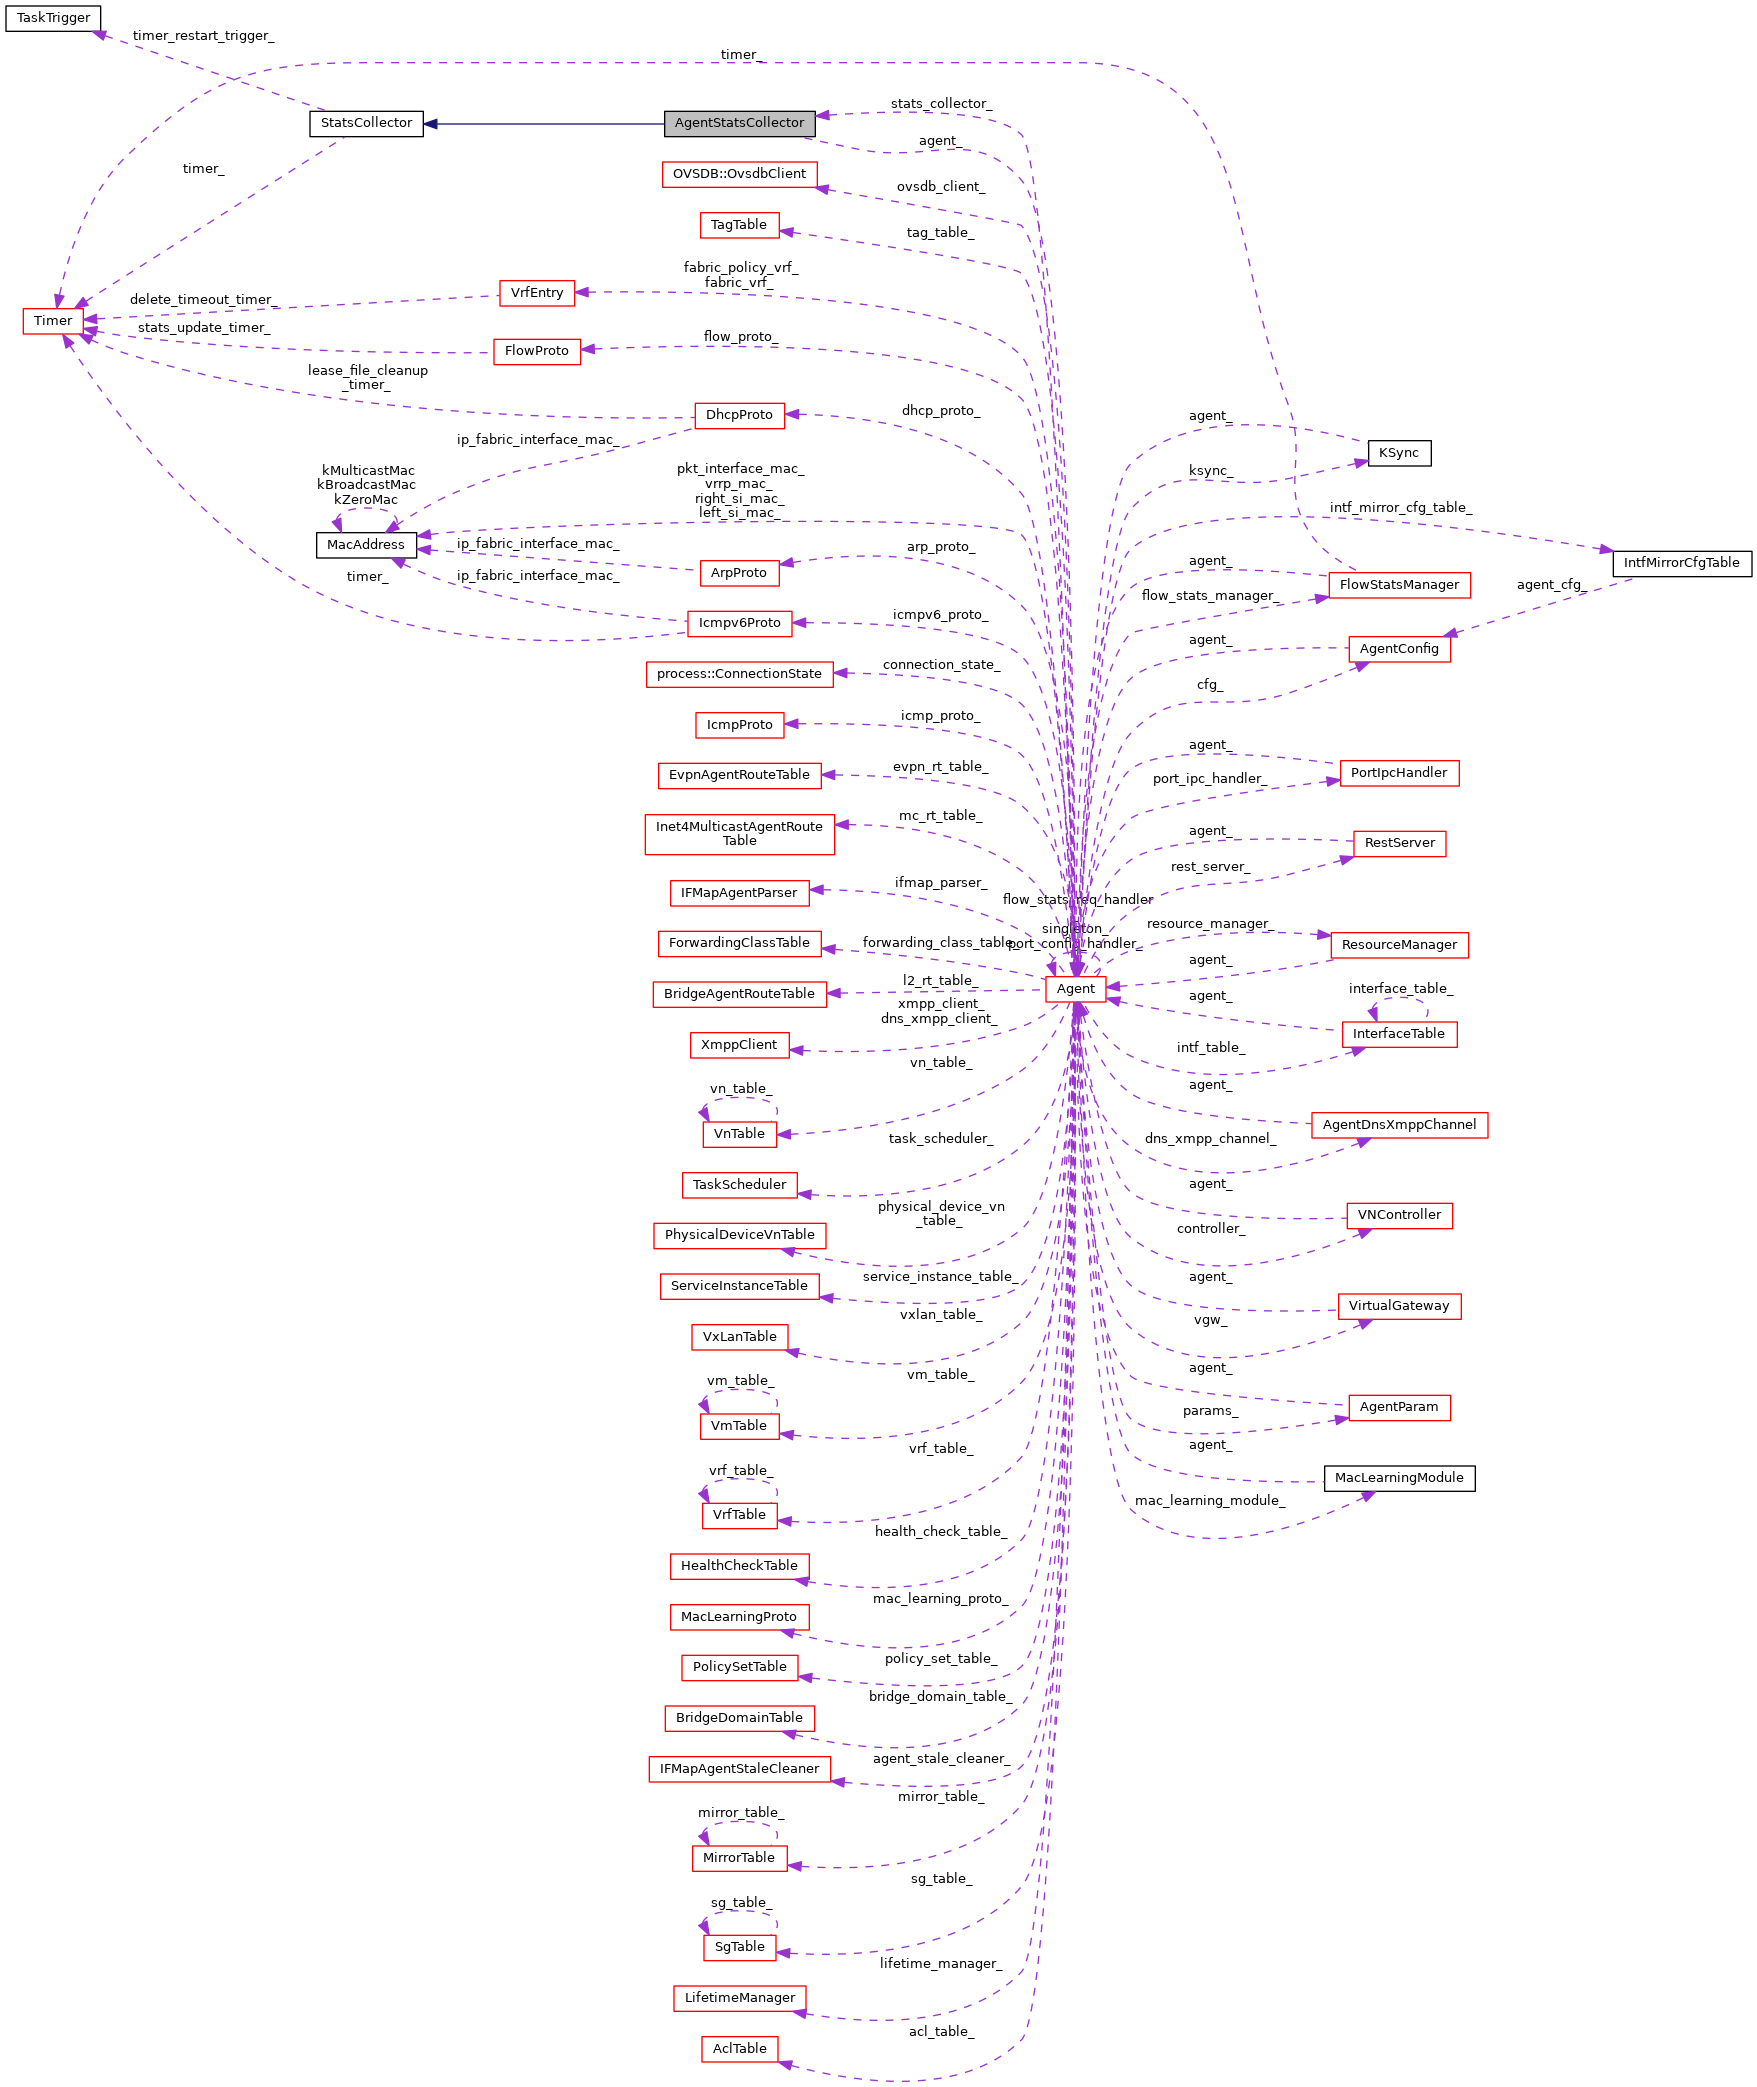 TaskTrigger
timer_restart_trigger_
timer_
stats_collector_
StatsCollector
AgentStatsCollector
agent_
timer_
OVSDB::OvsdbClient
ovsdb_client_
TagTable
tag_table_
fabric_policy_vrf_
fabric_vrf_
VrfEntry
delete_timeout_timer_
Timer
stats_update_timer_
flow_proto_
FlowProto
lease_file_cleanup
_timer_
DhcpProto
dhcp_proto_
agent_
KSync
ip_fabric_interface_mac_
kMulticastMac
kBroadcastMac
kZeroMac
pkt_interface_mac_
vrrp_mac_
right_si_mac_
left_si_mac_
ksync_
intf_mirror_cfg_table_
MacAddress
ip_fabric_interface_mac_
arp_proto_
ArpProto
agent_
IntfMirrorCfgTable
timer_
ip_fabric_interface_mac_
FlowStatsManager
agent_cfg_
flow_stats_manager_
Icmpv6Proto
icmpv6_proto_
agent_
AgentConfig
process::ConnectionState
connection_state_
cfg_
IcmpProto
icmp_proto_
agent_
EvpnAgentRouteTable
evpn_rt_table_
port_ipc_handler_
PortIpcHandler
Inet4MulticastAgentRoute
Table
mc_rt_table_
agent_
RestServer
rest_server_
IFMapAgentParser
ifmap_parser_
flow_stats_req_handler
singleton_
port_config_handler_
resource_manager_
ForwardingClassTable
forwarding_class_table_
ResourceManager
agent_
BridgeAgentRouteTable
l2_rt_table_
Agent
agent_
interface_table_
xmpp_client_
dns_xmpp_client_
XmppClient
InterfaceTable
intf_table_
vn_table_
vn_table_
agent_
VnTable
AgentDnsXmppChannel
task_scheduler_
dns_xmpp_channel_
TaskScheduler
agent_
physical_device_vn
_table_
VNController
PhysicalDeviceVnTable
controller_
ServiceInstanceTable
service_instance_table_
agent_
VirtualGateway
vxlan_table_
vgw_
VxLanTable
vm_table_
vm_table_
agent_
VmTable
AgentParam
params_
vrf_table_
vrf_table_
agent_
MacLearningModule
VrfTable
mac_learning_module_
health_check_table_
HealthCheckTable
mac_learning_proto_
MacLearningProto
policy_set_table_
PolicySetTable
bridge_domain_table_
BridgeDomainTable
agent_stale_cleaner_
IFMapAgentStaleCleaner
mirror_table_
mirror_table_
MirrorTable
sg_table_
sg_table_
SgTable
lifetime_manager_
LifetimeManager
acl_table_
AclTable